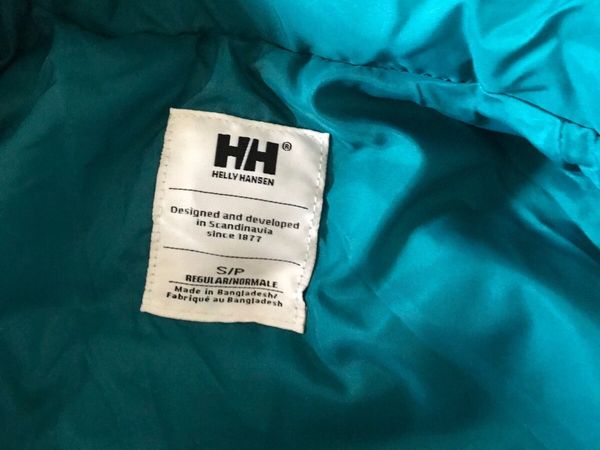 HH®
HELLY HANSEN
Designed and developed
in Scandinavia
since 1877
S/P
REGULAR/NORMALE
Made in Bangladesh/
Fabriqué au Bangladesh